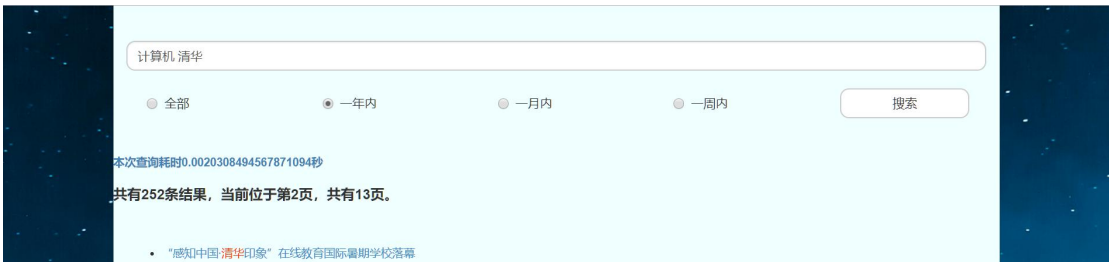 计算机 清华
全部 一年内 一月内 一周内 搜索
本次查询耗时0.0020308494567871094秒
共有252条结果，当前位于第2页，共有13页。
“感知中国·清华印象”在线教育国际暑期学校落幕